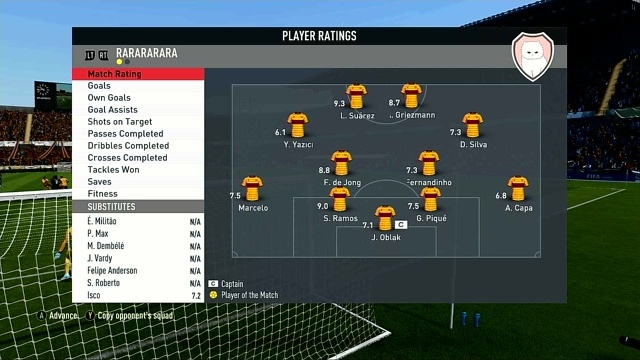 PLAYER RATINGS
LT RT RARARARARA
Match Rating
Goals
Own Goals
Goal Assists
Shots on Target
Passes Completed
Dribbles Completed
Crosses Completed
Tackles Won
Saves
Fitness
SUBSTITUTES
É. Militão N/A
P. Max N/A
M. Dembélé N/A
J. Vardy N/A
Felipe Anderson N/A
S. Roberto N/A
Isco 7.2
9.3
L. Suárez
8.7
. Griezmann
6.1
Y. Yazıcı
7.3
D. Silva
8.8
F. de Jong
7.3
Fernandinho
7.5
Marcelo
9.0
S. Ramos
7.5
G. Piqué
6.8
A. Capa
7.1 C
J. Oblak
C Captain
Player of the Match
A Advance Y Copy opponent's squad
FIFA